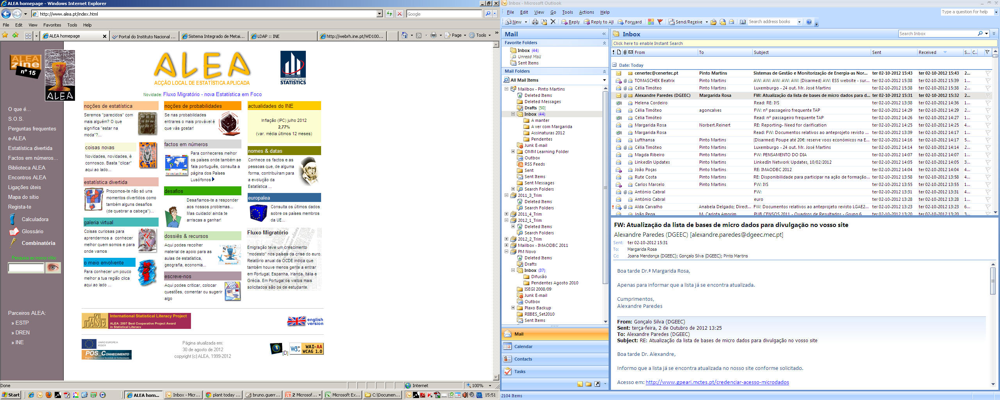 ALEA homepage - Windows Internet Explorer
http://www.alea.pt/index.html
Google
File Edit View Favorites Tools Help
ALEA homepage
Portal do Instituto Nacional ...
Sistema Integrado de Metai...
LDAP :: INE
http://webrh.ine.pt/WD100...
Page
Tools
ALEA
zine
nº 15
ALEA
O que é...
S.O.S.
Perguntas frequentes
e-ALEA
Estatística divertida
Factos em números...
Biblioteca ALEA
Encontros ALEA
Ligações úteis
Mapa do sítio
Regista-te
Calculadora
Glossário
Combinatória
Pesquisa ao nosso sítio:
Parceiros ALEA:
» ESTP
» DREN
» INE
ALEA
ACÇÃO LOCAL DE ESTATÍSTICA APLICADA
STATISTICS2013.ORG
INTERNATIONAL YEAR OF
STATISTICS
Novidade: Fluxo Migratório - nova Estatística em Foco
noções de estatística
Seremos "parecidos" com
mais alguém? O que
significa "estar na
moda"?...
coisas novas
Novidades, novidades, é
connosco. Basta "clicar"
aqui ao lado...
estatística divertida
Propomos-te não só uns
momentos divertidos como
também alguns desafios
(de quebrar a cabeça")...
galeria virtual
Coisas curiosas para
aprendermos a conhecer
melhor quem somos e para
onde vamos
o meio envolvente
Para conhecer um pouco
melhor a tua região clica
aqui ao lado ...
noções de probabilidades
Se nas probabilidades
entrares o mais provável é
que vás gostar!
factos em números
Para conheceres melhor
os países onde também se
fala português, consulta a
página dos Países
Lusófonos
Países Lusófonos
desafios
Desafiamos-te a responder
aos nossos problemas...
Mas cuidado! ainda te
arriscas a ganhar!
dossiês & recursos
Aqui podes recolher
material de apoio para as
aulas de estatística,
geografia, economia...
ActivALEA
escreve-nos
Aqui podes criticar, colocar
questões, comentar ou sugerir
algo
actualidades do INE
Inflação (IPC) julho 2012
2,77%
(var. média últimos 12 meses)
nomes & datas
Conhece os factos e as
pessoas que, de alguma
forma, contribuíram para
a evolução da
Estatística ...
europalea
Consulta os últimos dados
sobre os países membros
da UE...
Fluxo Migratório
Emigração teve um crescimento
"modesto" nos países da crise do euro.
Relatório anual da OCDE indica que
também houve menos gente a entrar
em Portugal, Espanha, Irlanda, Itália e
Grécia. Em Portugal os vistos mais
solicitados são os de estudante.
IASE
International Statistical Literacy Project
ALEA: 2007 Best Cooperative Project Award
in Statistical Literacy
english
version
UNIÃO EUROPEIA
FEDER
POS_Conhecimento
Programa Operacional Sociedade do Conhecimento
Página atualizada em:
30 de agosto de 2012
copyright (c) ALEA, 1999-2012
[D]
W3C WAI-AA
WCAG 1.0
Done
Internet
100%
Start
ALEA hom...
Inbox - Micr...
plant today ...
bruno.guerr...
2 Microsof...
Microsoft Ex...
C:\Documen...
15:51
Inbox - Microsoft Outlook
File Edit View Go Tools Actions Help
Type a question for help
New Reply Reply to All Forward Send/Receive Search address books
Mail
Favorite Folders
Inbox (44)
Unread Mail
Sent Items
Mail Folders
All Mail Items
Mailbox - Pinto Martins
Deleted Items
Deleted Messages
Drafts [50]
Inbox (44)
A manter
A ver com Margarida
Assinaturas 2012
Pendentes
Junk E-mail
OMM Learning Folder
Outbox
RSS Feeds
Sent
Sent Items
Sent Messages
Search Folders
2011_3_Trim
Deleted Items
Search Folders
2011_4_Trim
2012_1_Trim
Deleted Items
Search Folders
2012_2_Trim
Mailbox - IMAODBC 2011
PM Novo
Deleted Items
Drafts
Inbox (37)
Difusão
Pendentes Agosto 2010
ISEGI 2008/09
Junk E-mail
Outbox
Plaxo Backup
RIIBES_Set2010
Sent Items
Mail
Calendar
Contacts
Tasks
2104 Items
Inbox
Search Inbox
Click here to enable Instant Search
From To Subject Sent Received S... C..
Date: Today
cenertec@cenertec.pt Pinto Martins Sistemas de Gestão e Monitorização de Energia-as Nor... ter 02-10-2012 15:43 ter 02-10-2012 15:43 2...
TOMASCHEK Beatrix Pinto Martins AW: AW: AW: AW: AW: {Disarmed} AW: ESS website - sur... ter 02-10-2012 15:38 ter 02-10-2012 15:39 1...
Célia Timóteo Pinto Martins Luxemburgo - 24 out. Mr. José Martins ter 02-10-2012 15:38 ter 02-10-2012 15:38 2...
Alexandre Paredes (DGEEC) Margarida Rosa FW: Atualização da lista de bases de micro dados para d... ter 02-10-2012 15:31 ter 02-10-2012 15:32 2...
Helena Cordeiro Read: RE: IYS ter 02-10-2012 13:38 ter 02-10-2012 14:36 1...
Célia Timóteo agoncalves FW: nº passageiro frequente TAP ter 02-10-2012 14:29 ter 02-10-2012 14:29 2...
Célia Timóteo Read: nº passageiro frequente TAP ter 02-10-2012 14:26 ter 02-10-2012 14:27 1...
Margarida Rosa Norbert.Reinert RE: Reporting- Need for clarification ter 02-10-2012 14:25 ter 02-10-2012 14:25 4...
Margarida Rosa Read: FW: Documentos relativos ao anteprojeto revisto ... ter 02-10-2012 13:39 ter 02-10-2012 14:17 1...
Lufthansa Pinto Martins {Disarmed} Poupe até 20€: reserve voos económicos na E... ter 02-10-2012 14:16 ter 02-10-2012 14:17 5...
Célia Timóteo Pinto Martins Luxemburgo - 24 out. Mr. José Martins ter 02-10-2012 14:14 ter 02-10-2012 14:14 2...
Magda Ribeiro Pinto Martins FW: PENSAMENTO DO DIA ter 02-10-2012 14:07 ter 02-10-2012 14:07 1...
LinkedIn Updates Pinto Martins LinkedIn Network Updates, 10/02/2012 ter 02-10-2012 14:05 ter 02-10-2012 14:05 3...
João Poças Pinto Martins RE: IMAODBC 2012 ter 02-10-2012 14:04 ter 02-10-2012 14:04 4...
Rute Costa Pinto Martins RE: Disponibilidade para participar na ação de formação... ter 02-10-2012 13:58 ter 02-10-2012 13:58 4...
Carlos Marcelo Pinto Martins FW: IYS ter 02-10-2012 13:55 ter 02-10-2012 13:55 1...
António Cabral FW: ter 02-10-2012 13:31 ter 02-10-2012 13:31 4...
António Cabral euro ter 02-10-2012 13:28 ter 02-10-2012 13:28 1...
Alda Carvalho Anabela Delgado; Direct... FW: Documentos relativos ao anteprojeto revisto LGAE2... ter 02-10-2012 13:23 ter 02-10-2012 13:23 6...
João Pega M. Carlota Amorim PUB CENSOS 2011 - Quadros de Resultados - Grupo 6 ter 02-10-2012 13:20 ter 02-10-2012 13:20 3...
FW: Atualização da lista de bases de micro dados para divulgação no vosso site
Alexandre Paredes (DGEEC) [alexandre.paredes@dgeec.mec.pt]
Sent: ter 02-10-2012 15:31
To: Margarida Rosa
Cc: Joana Mendonça (DGEEC); Gonçalo Silva (DGEEC); Pinto Martins
Boa tarde Dr.ª Margarida Rosa,
Apenas para informar que a lista já se encontra atualizada.
Cumprimentos,
Alexandre Paredes
From: Gonçalo Silva (DGEEC)
Sent: terça-feira, 2 de Outubro de 2012 13:25
To: Alexandre Paredes (DGEEC)
Subject: RE: Atualização da lista de bases de micro dados para divulgação no vosso site
Boa tarde Dr. Alexandre,
Informo que a lista já se encontra atualizada no nosso site conforme solicitado.
Acesso em: http://www.gpeari.mctes.pt/credenciar-acesso-microdados